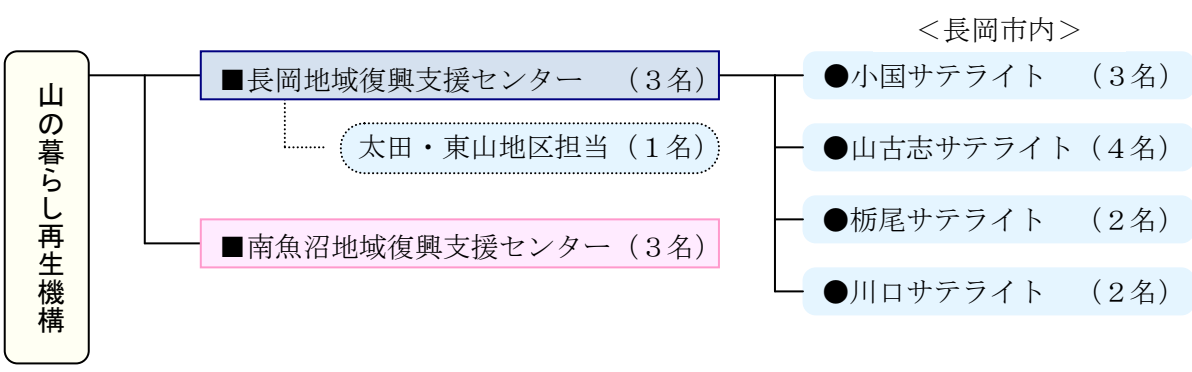 ＜長岡市内＞
山の暮らし再生機構
■長岡地域復興支援センター　（３名）
太田・東山地区担当（１名）
■南魚沼地域復興支援センター（３名）
●小国サテライト　（３名）
●山古志サテライト（４名）
●栃尾サテライト　（２名）
●川口サテライト　（２名）